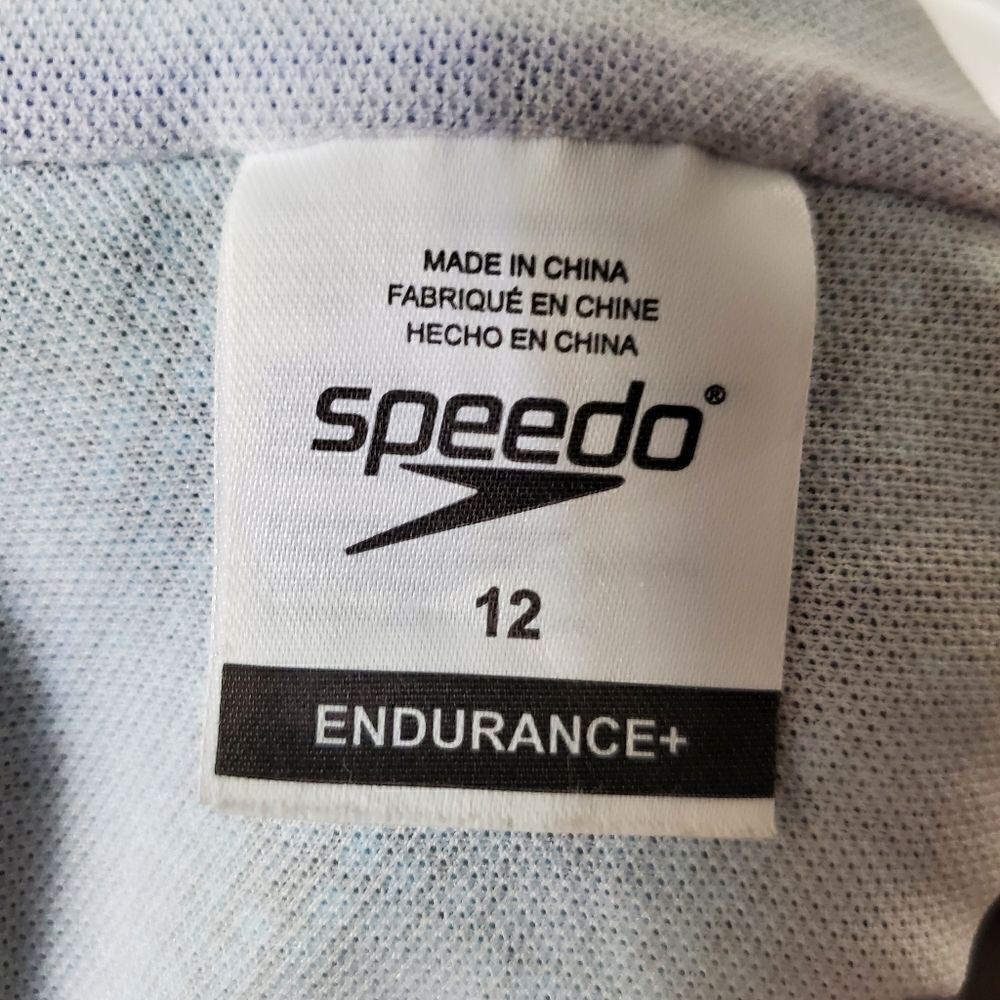 MADE IN CHINA
FABRIQUÉ EN CHINE
HECHO EN CHINA
speedo®
12
ENDURANCE+